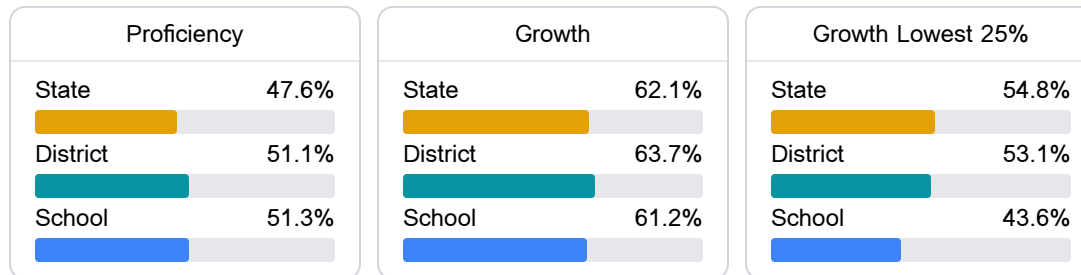 Proficiency
State 47.6%
District 51.1%
School 51.3%
Growth
State 62.1%
District 63.7%
School 61.2%
Growth Lowest 25%
State 54.8%
District 53.1%
School 43.6%